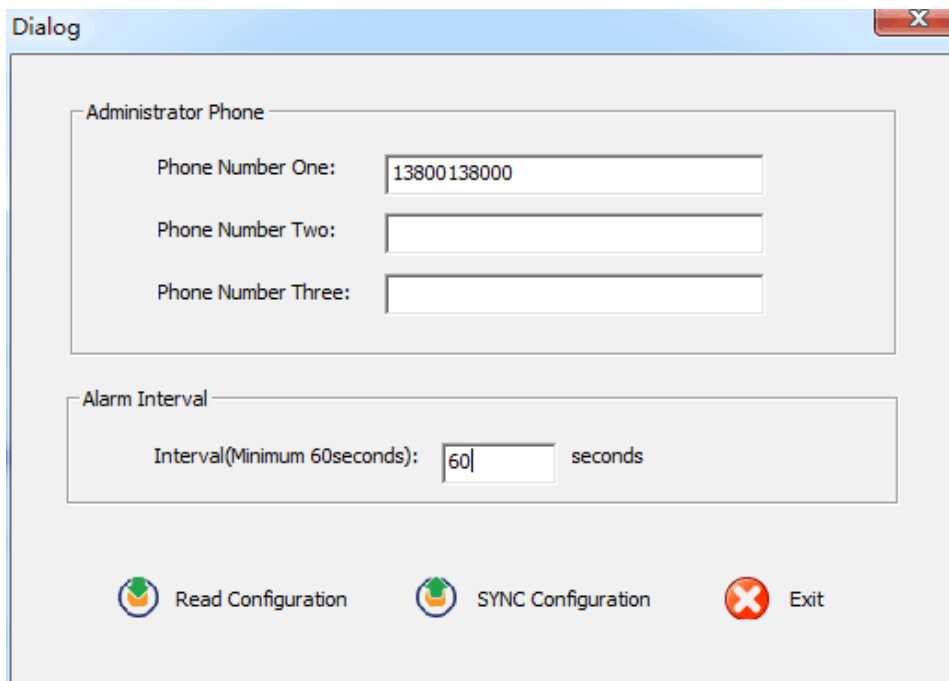 Dialog
Administrator Phone
Phone Number One: 13800138000
Phone Number Two:
Phone Number Three:
Alarm Interval
Interval(Minimum 60seconds): 60 seconds
Read Configuration SYNC Configuration Exit